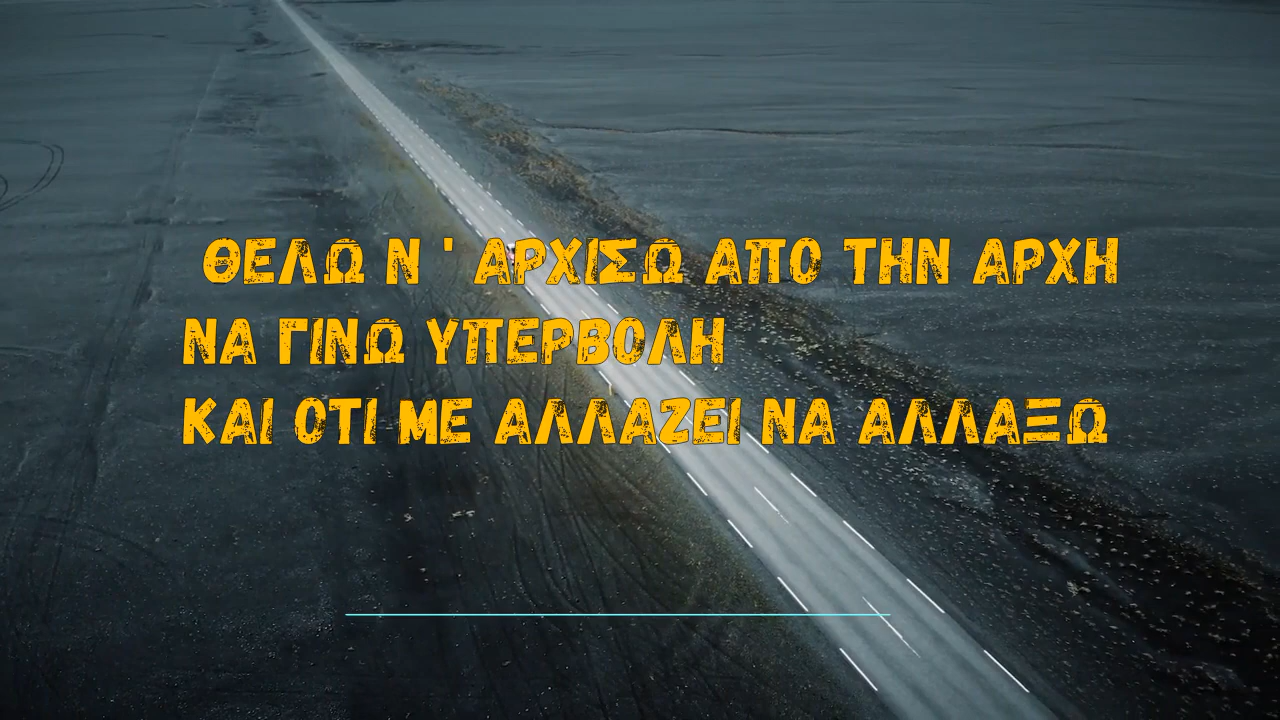 ΘΕΛΩ Ν ' ΑΡΧΙΣΩ ΑΠΟ ΤΗΝ ΑΡΧΗ
ΝΑ ΓΙΝΩ ΥΠΕΡΒΟΛΗ
ΚΑΙ ΟΤΙ ΜΕ ΑΛΛΑΖΕΙ ΝΑ ΑΛΛΑΞΩ